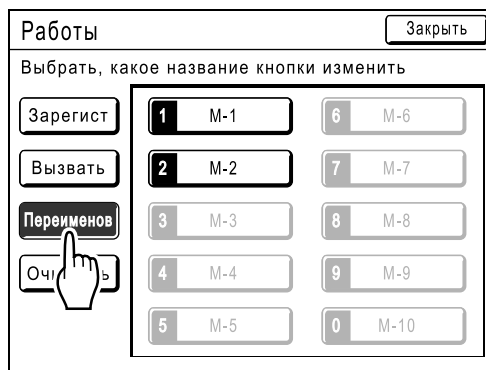 Работы
Закрыть
Выбрать, какое название кнопки изменить
Зарегист
Вызвать
Переименов
1 М-1
2 М-2
3 М-3
4 М-4
5 М-5
6 М-6
7 М-7
8 М-8
9 М-9
0 М-10